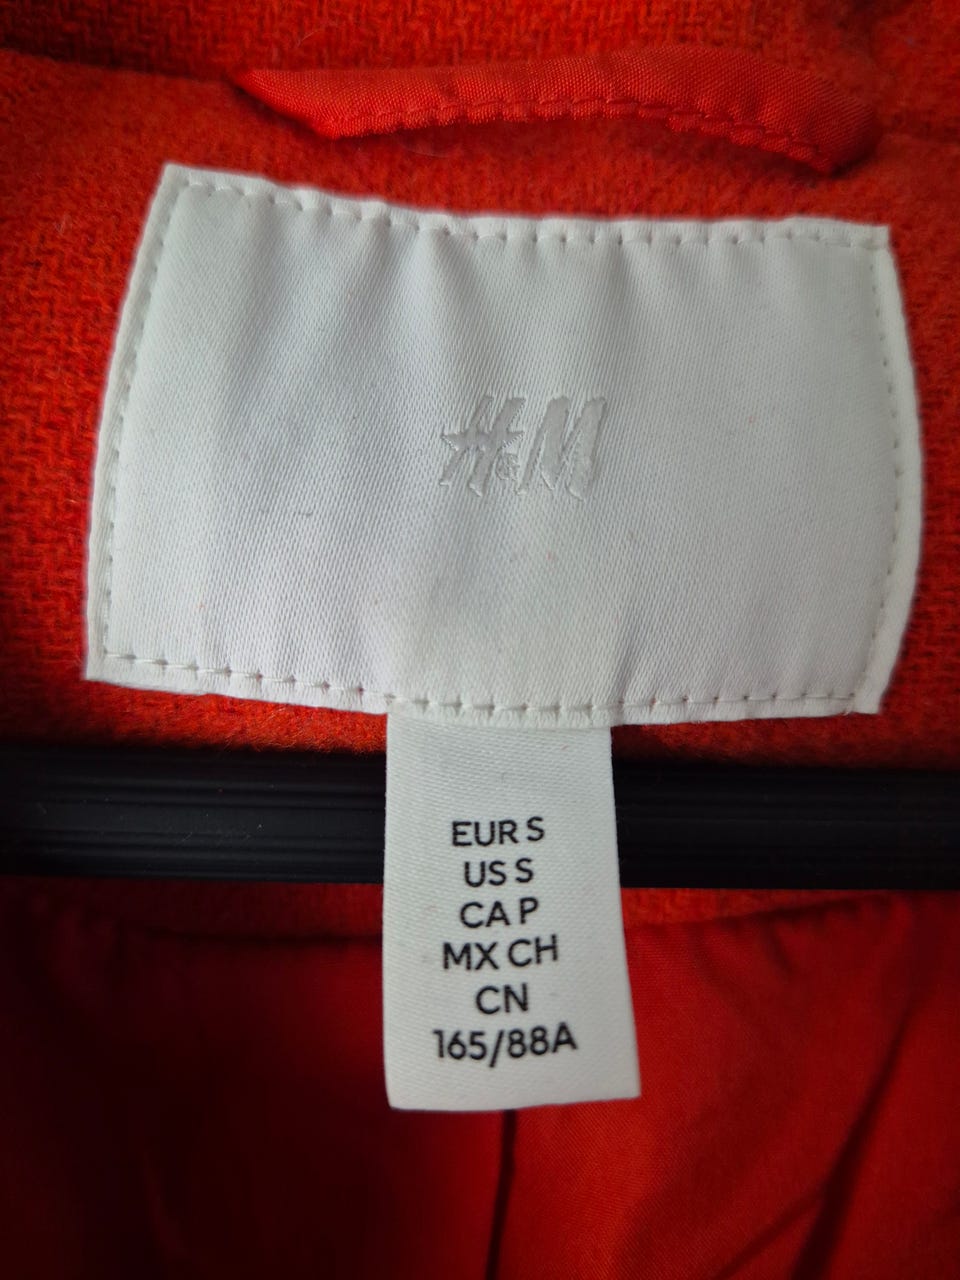 H&M
EUR S
US S
CA P
MX CH
CN
165/88A